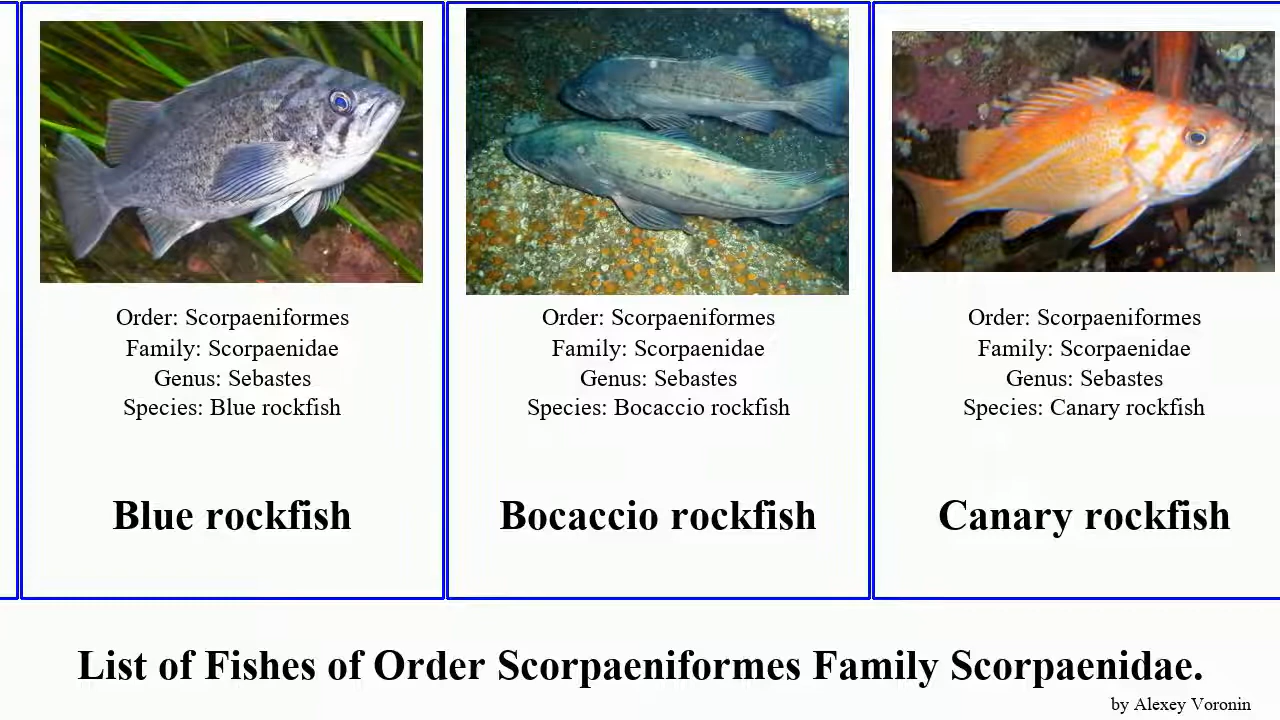 Order: Scorpaeniformes
Family: Scorpaenidae
Genus: Sebastes
Species: Blue rockfish
Blue rockfish
Order: Scorpaeniformes
Family: Scorpaenidae
Genus: Sebastes
Species: Bocaccio rockfish
Bocaccio rockfish
Order: Scorpaeniformes
Family: Scorpaenidae
Genus: Sebastes
Species: Canary rockfish
Canary rockfish
List of Fishes of Order Scorpaeniformes Family Scorpaenidae.
by Alexey Voronin